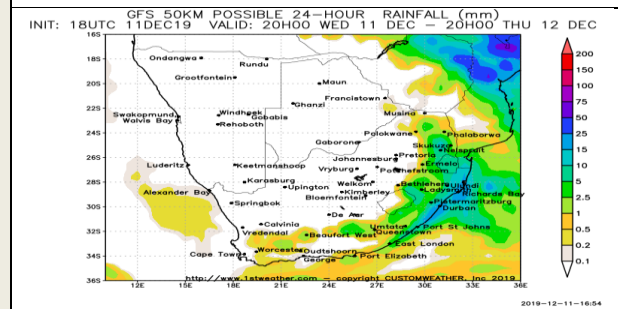 GFS 50KM POSSIBLE 24-HOUR RAINFALL (mm)
INIT: 18UTC 11DEC19 VALID: 20H00 WED 11 DEC – 20H00 THU 12 DEC
16S
Ondangwa
Rundu
18S
Grootfontein
Maun
20S
Francistown
Ghanzi
22S
Musina
Swakopmund
Windhoek
Gobabis
Walvis Bay
Rehoboth
24S
Polokwane
Phalaborwa
Gaborone
Skukuza
Pretoria
Nelspruit
26S
Johannesburg
Luderitz
Keetmanshoop
Vryburg
Ermelo
Karasburg
Welkom
Bethlehem
Ulundi
28S
Alexander Bay
Upington
Kimberley
Ladysmith
Richards Bay
Bloemfontein
Springbok
Pietermaritzburg
30S
Durban
De Aar
Calvinia
Umtata
Port St Johns
Vredendal
Beaufort West
Queenstown
32S
East London
Worcester
Oudtshoorn
Cape Town
George
Port Elizabeth
34S
http://www.1stweather.com – copyright CUSTOMWEATHER, Inc 2019
36S
12E 15E 18E 21E 24E 27E 30E 33E 36E
200
150
100
75
50
25
15
10
5
2.5
1
0.5
0.2
0.1
2019-12-11-16:54